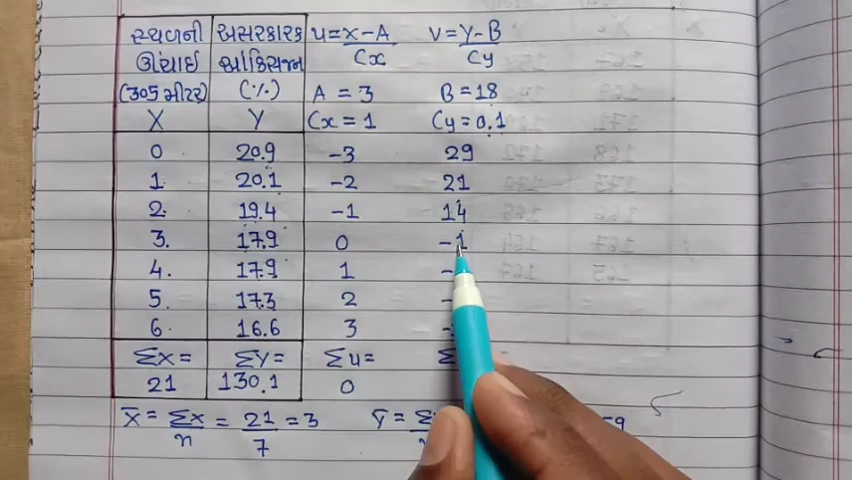 સ્થળની અસરકારક u=x-A/Cx v=y-B/Cy
ઊંચાઈ ઓક્સિજન
(305 મીટર) (%) A = 3 B = 18
X Y Cx = 1 Cy = 0.1
0 20.9 -3 29
1. 20.1 -2 21
2. 19.4 -1 14
3. 17.9 0 -1
4. 17.9 1 -
5. 17.3 2 -
6. 16.6 3 -
Σx= Σy= Σu= Σ
21 130.1 0
x̄ = Σx/n = 21/7 = 3 ȳ = Σ